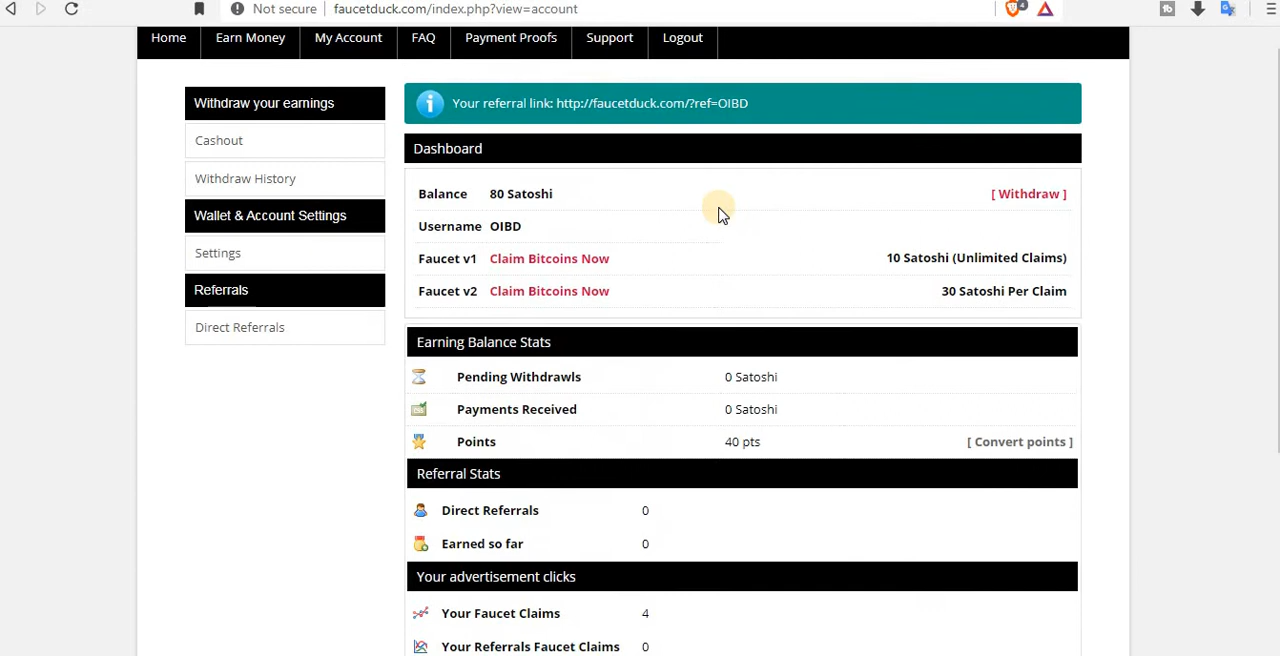 Not secure faucetduck.com/index.php?view=account 4
Home Earn Money My Account FAQ Payment Proofs Support Logout
Withdraw your earnings
Cashout
Withdraw History
Wallet & Account Settings
Settings
Referrals
Direct Referrals
Your referral link: http://faucetduck.com/?ref=OIBD
Dashboard
Balance 80 Satoshi [ Withdraw ]
Username OIBD
Faucet v1 Claim Bitcoins Now 10 Satoshi (Unlimited Claims)
Faucet v2 Claim Bitcoins Now 30 Satoshi Per Claim
Earning Balance Stats
Pending Withdrawls 0 Satoshi
Payments Received 0 Satoshi
Points 40 pts [ Convert points ]
Referral Stats
Direct Referrals 0
Earned so far 0
Your advertisement clicks
Your Faucet Claims 4
Your Referrals Faucet Claims 0